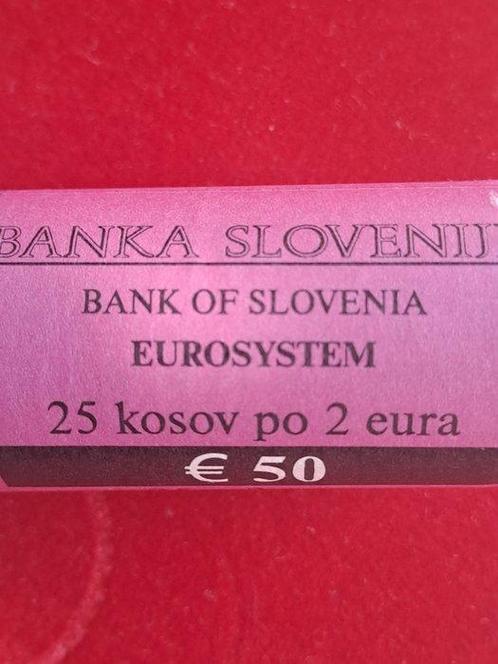 BANKA SLOVENIJ
BANK OF SLOVENIA
EUROSYSTEM
25 kosov po 2 eura
€ 50